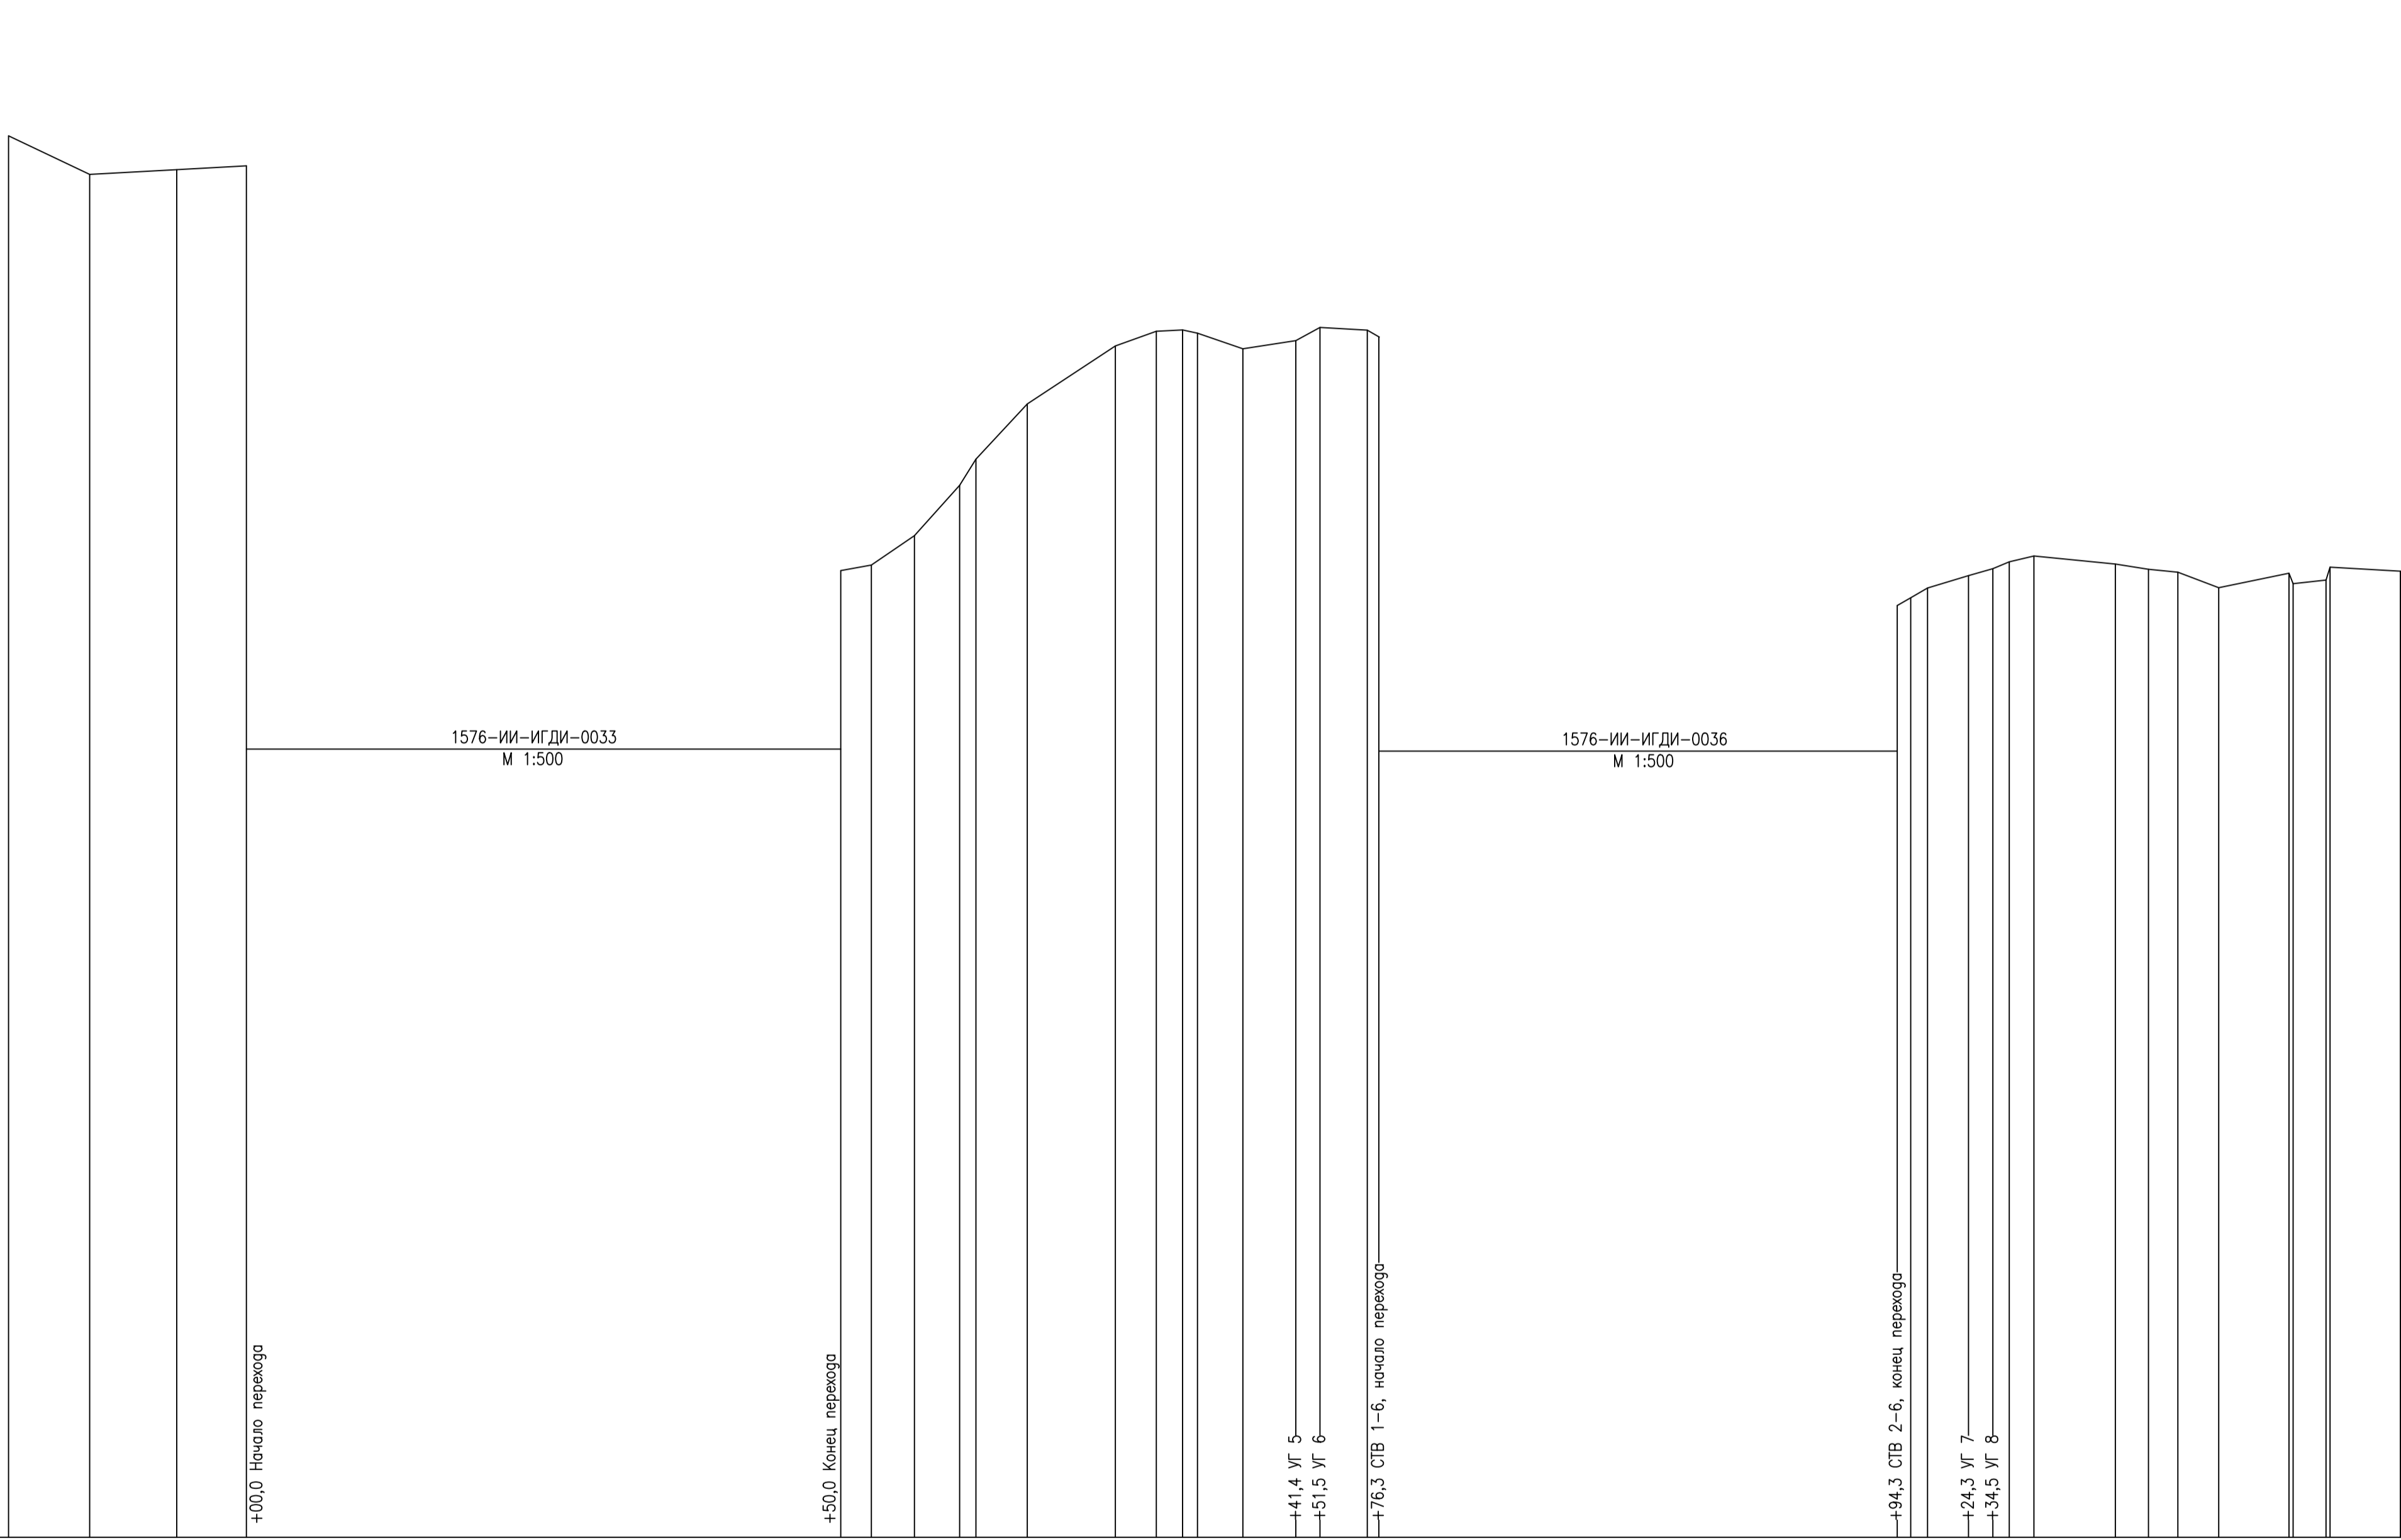 1576-ИИ-ИГДИ-0033
М 1:500
1576-ИИ-ИГДИ-0036
М 1:500
+00,0 Начало перехода
+50,0 Конец перехода
+41,4 УГ 5
+51,5 УГ 6
+76,3 СТВ 1-6, начало перехода
+94,3 СТВ 2-6, конец перехода
+24,3 УГ 7
+34,5 УГ 8